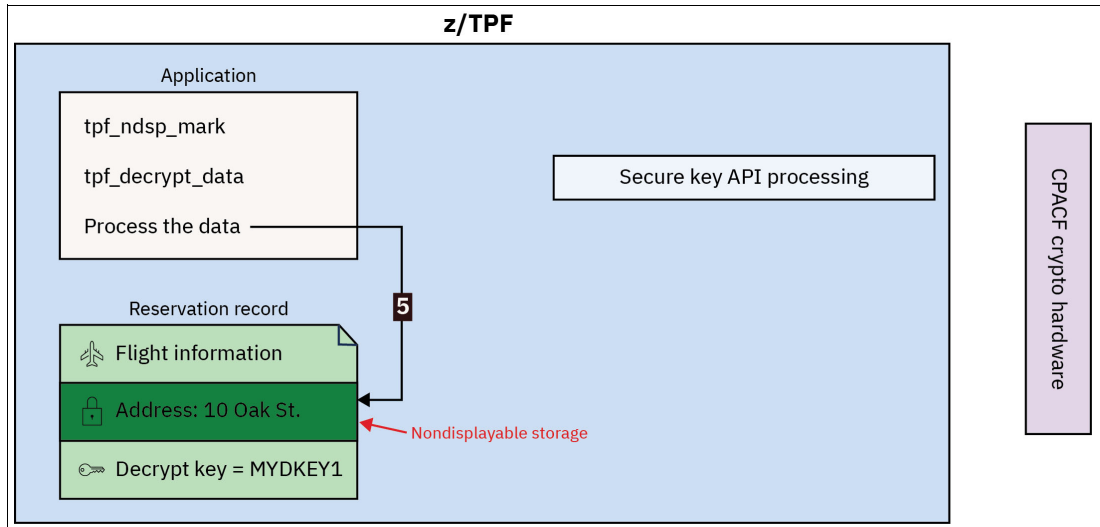 z/TPF
Application
tpf_ndsp_mark
tpf_decrypt_data
Process the data
Secure key API processing
CPACF crypto hardware
5
Reservation record
Flight information
Address: 10 Oak St.
Nondisplayable storage
Decrypt key = MYDKEY1